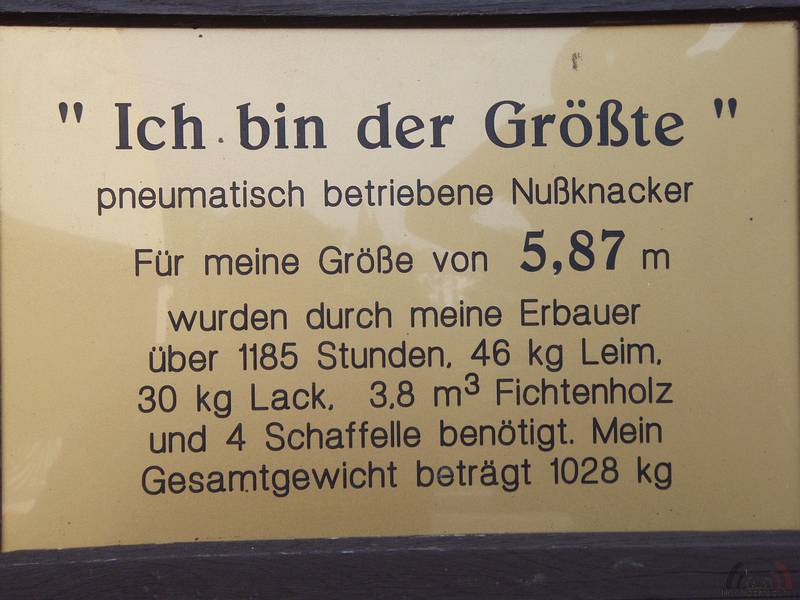 " Ich bin der Größte "
pneumatisch betriebene Nußknacker
Für meine Größe von 5,87 m
wurden durch meine Erbauer
über 1185 Stunden, 46 kg Leim,
30 kg Lack, 3,8 m³ Fichtenholz
und 4 Schaffelle benötigt. Mein
Gesamtgewicht beträgt 1028 kg